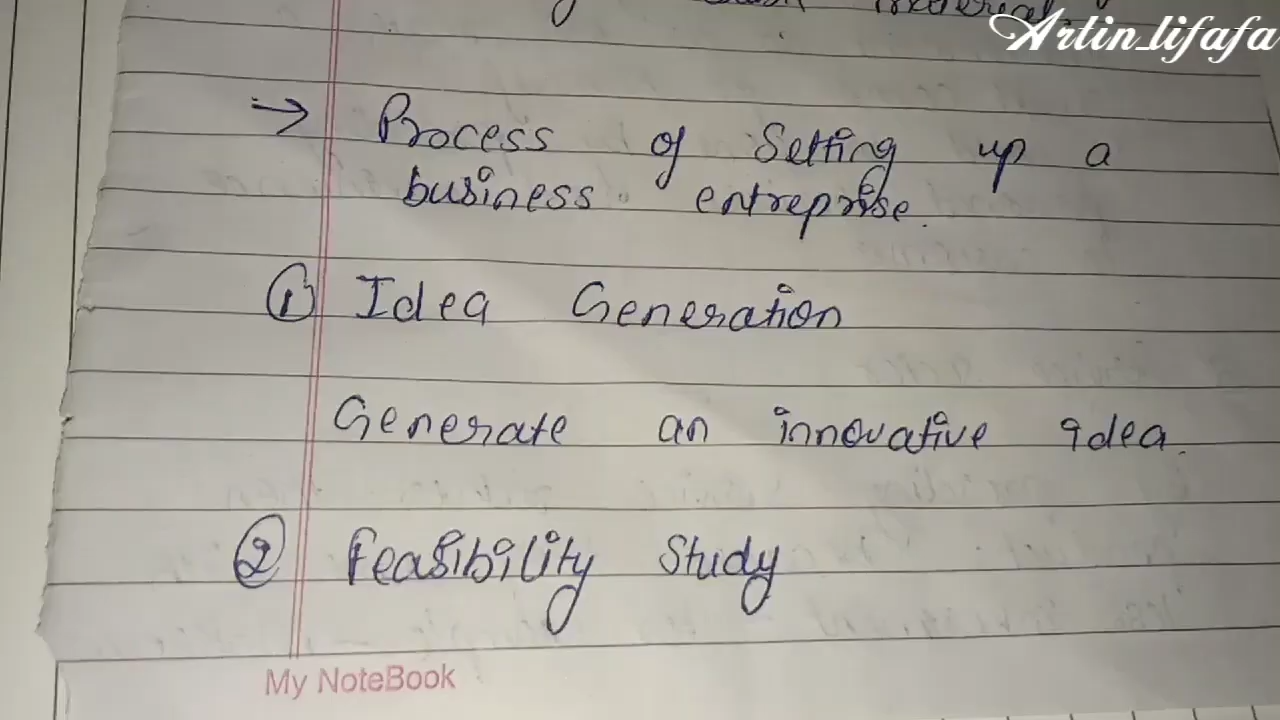 Artin_lifafa
→ Process of Setting up a
business entreprise.
① Idea Generation
Generate an innovative idea.
② Feasibility Study
My NoteBook